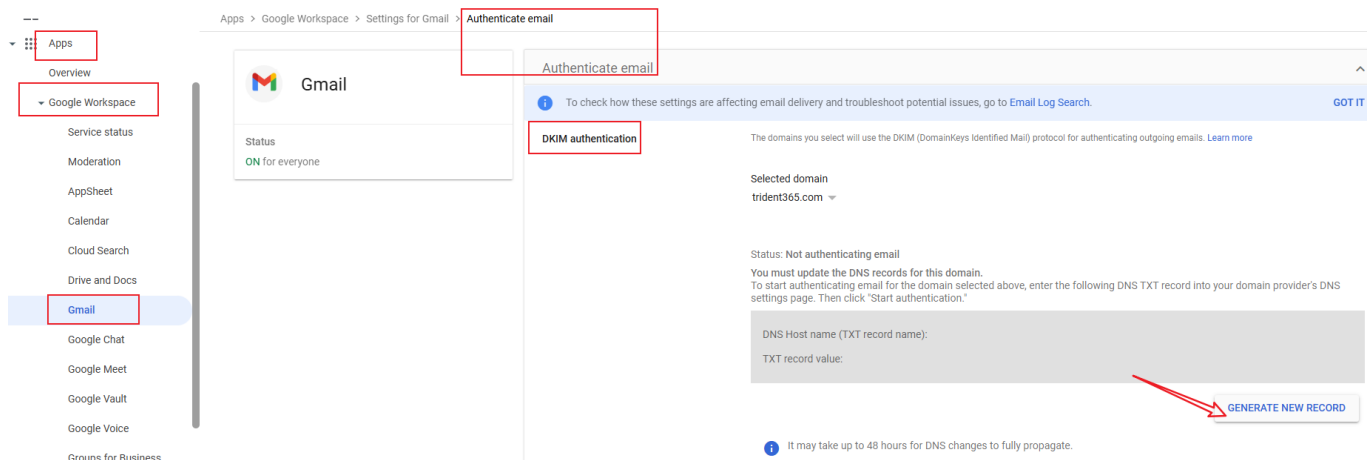 Apps > Google Workspace > Settings for Gmail > Authenticate email
Apps
Overview
Google Workspace
Service status
Moderation
AppSheet
Calendar
Cloud Search
Drive and Docs
Gmail
Google Chat
Google Meet
Google Vault
Google Voice
Groups for Business
Gmail
Status
ON for everyone
Authenticate email
To check how these settings are affecting email delivery and troubleshoot potential issues, go to Email Log Search.
GOT IT
DKIM authentication
The domains you select will use the DKIM (DomainKeys Identified Mail) protocol for authenticating outgoing emails. Learn more
Selected domain
trident365.com
Status: Not authenticating email
You must update the DNS records for this domain.
To start authenticating email for the domain selected above, enter the following DNS TXT record into your domain provider's DNS
settings page. Then click "Start authentication."
DNS Host name (TXT record name):
TXT record value:
GENERATE NEW RECORD
It may take up to 48 hours for DNS changes to fully propagate.